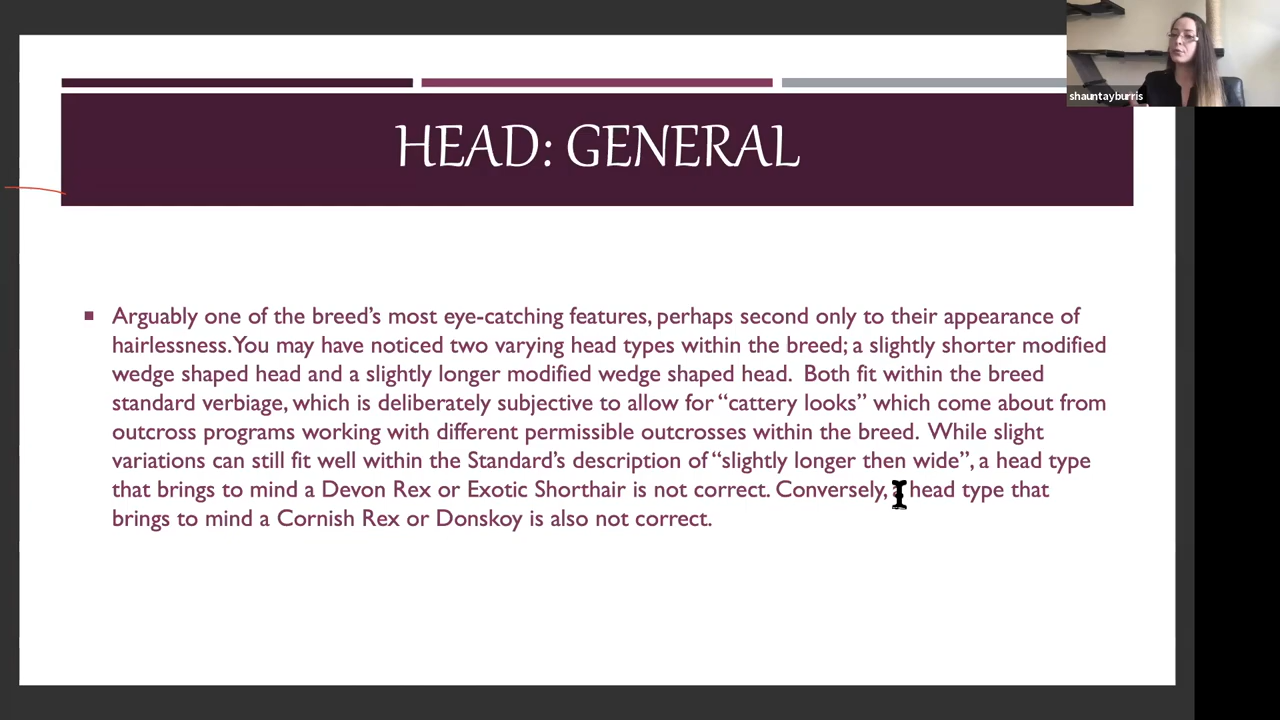 shauntayburris
HEAD: GENERAL
Arguably one of the breed's most eye-catching features, perhaps second only to their appearance of
hairlessness. You may have noticed two varying head types within the breed; a slightly shorter modified
wedge shaped head and a slightly longer modified wedge shaped head. Both fit within the breed
standard verbiage, which is deliberately subjective to allow for “cattery looks” which come about from
outcross programs working with different permissible outcrosses within the breed. While slight
variations can still fit well within the Standard's description of “slightly longer then wide”, a head type
that brings to mind a Devon Rex or Exotic Shorthair is not correct. Conversely, a head type that
brings to mind a Cornish Rex or Donskoy is also not correct.